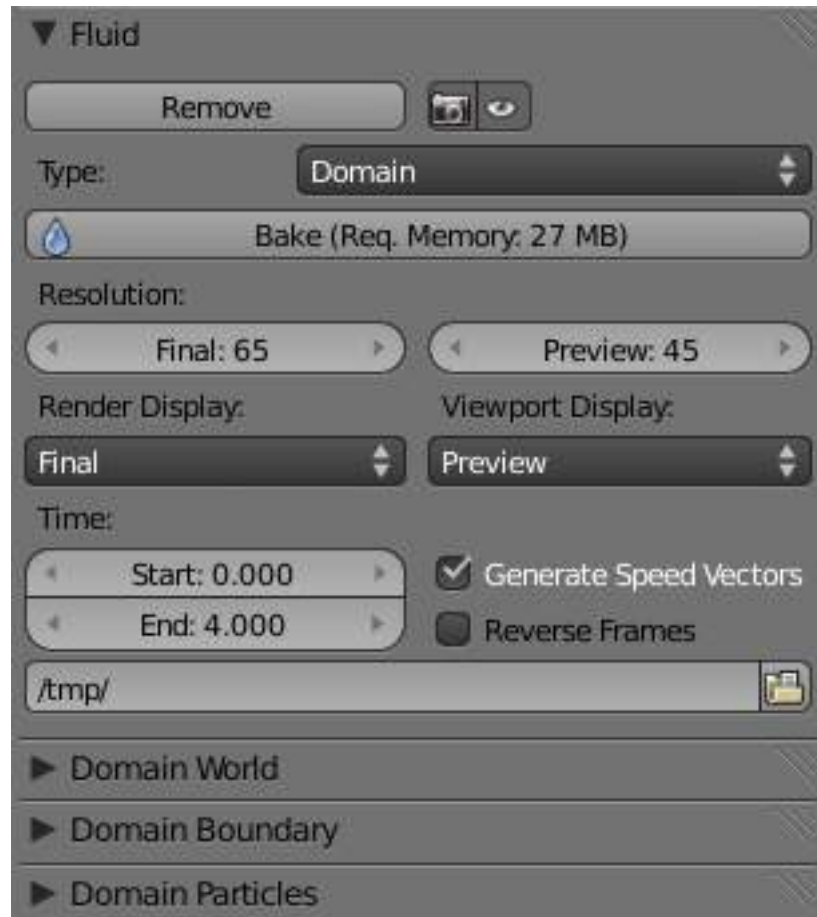 Fluid
Remove
Type: Domain
Bake (Req. Memory: 27 MB)
Resolution:
Final: 65 Preview: 45
Render Display: Viewport Display:
Final Preview
Time:
Start: 0.000 Generate Speed Vectors
End: 4.000 Reverse Frames
/tmp/
Domain World
Domain Boundary
Domain Particles